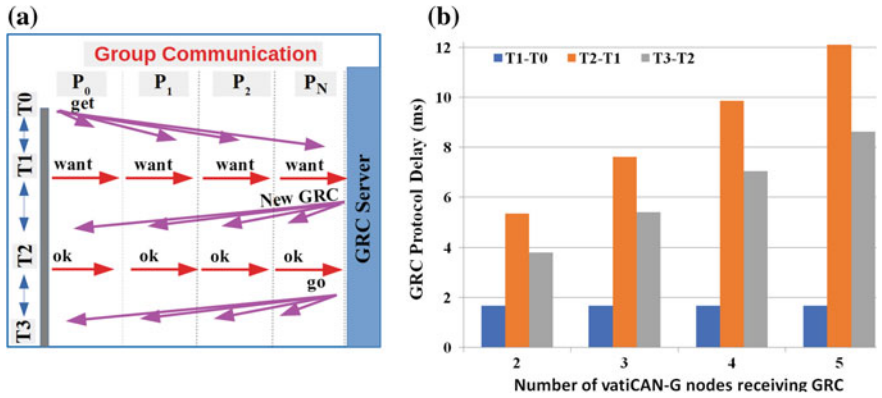 (a)
Group Communication
P0 P1 P2 PN
get
T0
T1
want want want want
New GRC
T2
ok ok ok ok
go
T3
GRC Server
(b)
T1-T0 T2-T1 T3-T2
GRC Protocol Delay (ms)
12
10
8
6
4
2
0
2 3 4 5
Number of vatiCAN-G nodes receiving GRC